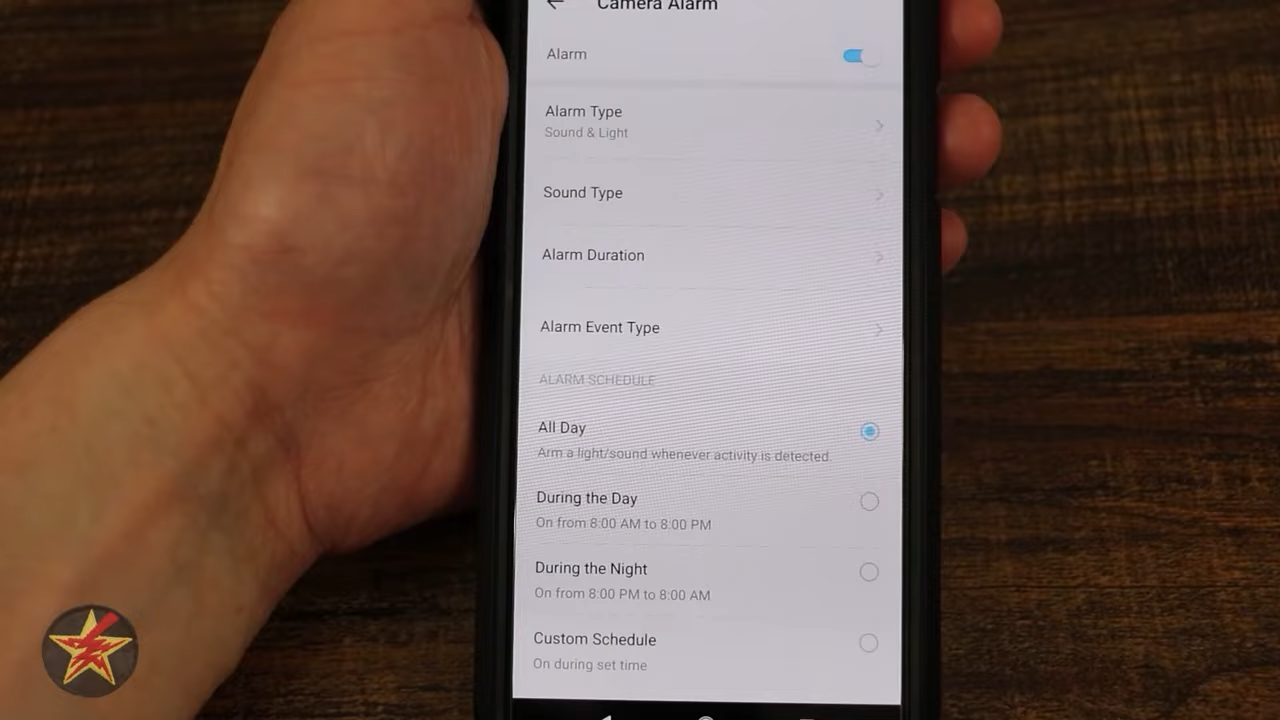 Camera Alarm
Alarm
Alarm Type
Sound & Light
Sound Type
Alarm Duration
Alarm Event Type
ALARM SCHEDULE
All Day
Arm a light/sound whenever activity is detected.
During the Day
On from 8:00 AM to 8:00 PM
During the Night
On from 8:00 PM to 8:00 AM
Custom Schedule
On during set time